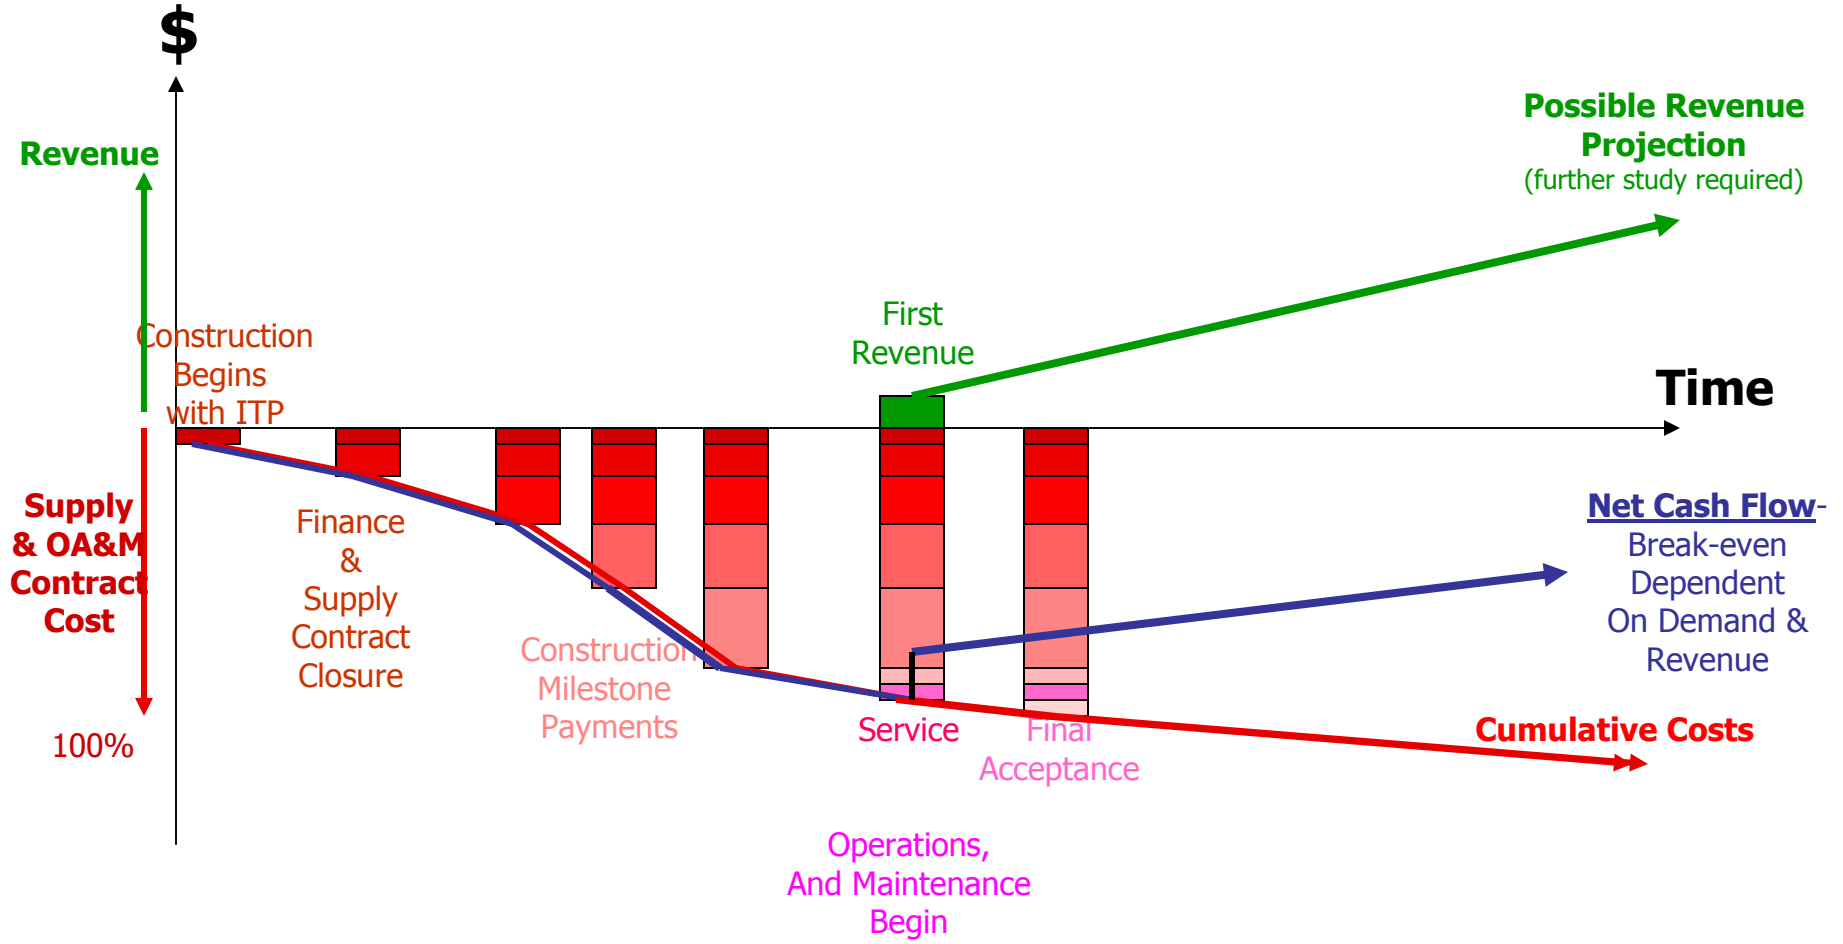 $
Revenue
Possible Revenue
Projection
(further study required)
First
Revenue
Construction
Begins
with ITP
Time
Supply
& OA&M
Contract
Cost
100%
Finance
&
Supply
Contract
Closure
Construction
Milestone
Payments
Net Cash Flow-
Break-even
Dependent
On Demand &
Revenue
Service
Final
Acceptance
Cumulative Costs
Operations,
And Maintenance
Begin